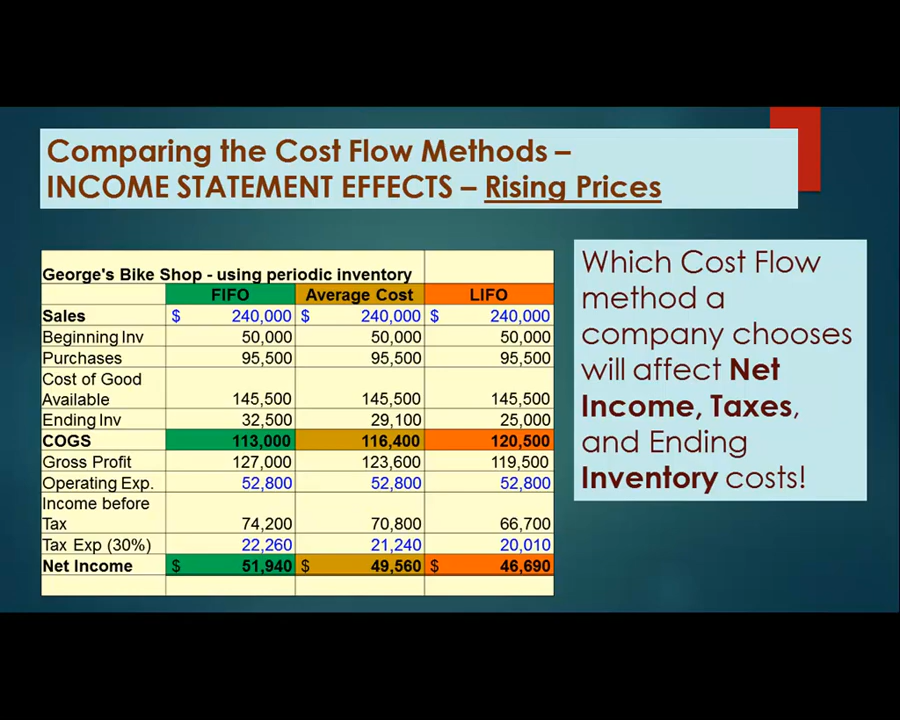 Comparing the Cost Flow Methods –
INCOME STATEMENT EFFECTS – Rising Prices
George's Bike Shop - using periodic inventory
FIFO Average Cost LIFO
Sales $ 240,000 $ 240,000 $ 240,000
Beginning Inv 50,000 50,000 50,000
Purchases 95,500 95,500 95,500
Cost of Good
Available 145,500 145,500 145,500
Ending Inv 32,500 29,100 25,000
COGS 113,000 116,400 120,500
Gross Profit 127,000 123,600 119,500
Operating Exp. 52,800 52,800 52,800
Income before
Tax 74,200 70,800 66,700
Tax Exp (30%) 22,260 21,240 20,010
Net Income $ 51,940 $ 49,560 $ 46,690
Which Cost Flow
method a
company chooses
will affect Net
Income, Taxes,
and Ending
Inventory costs!